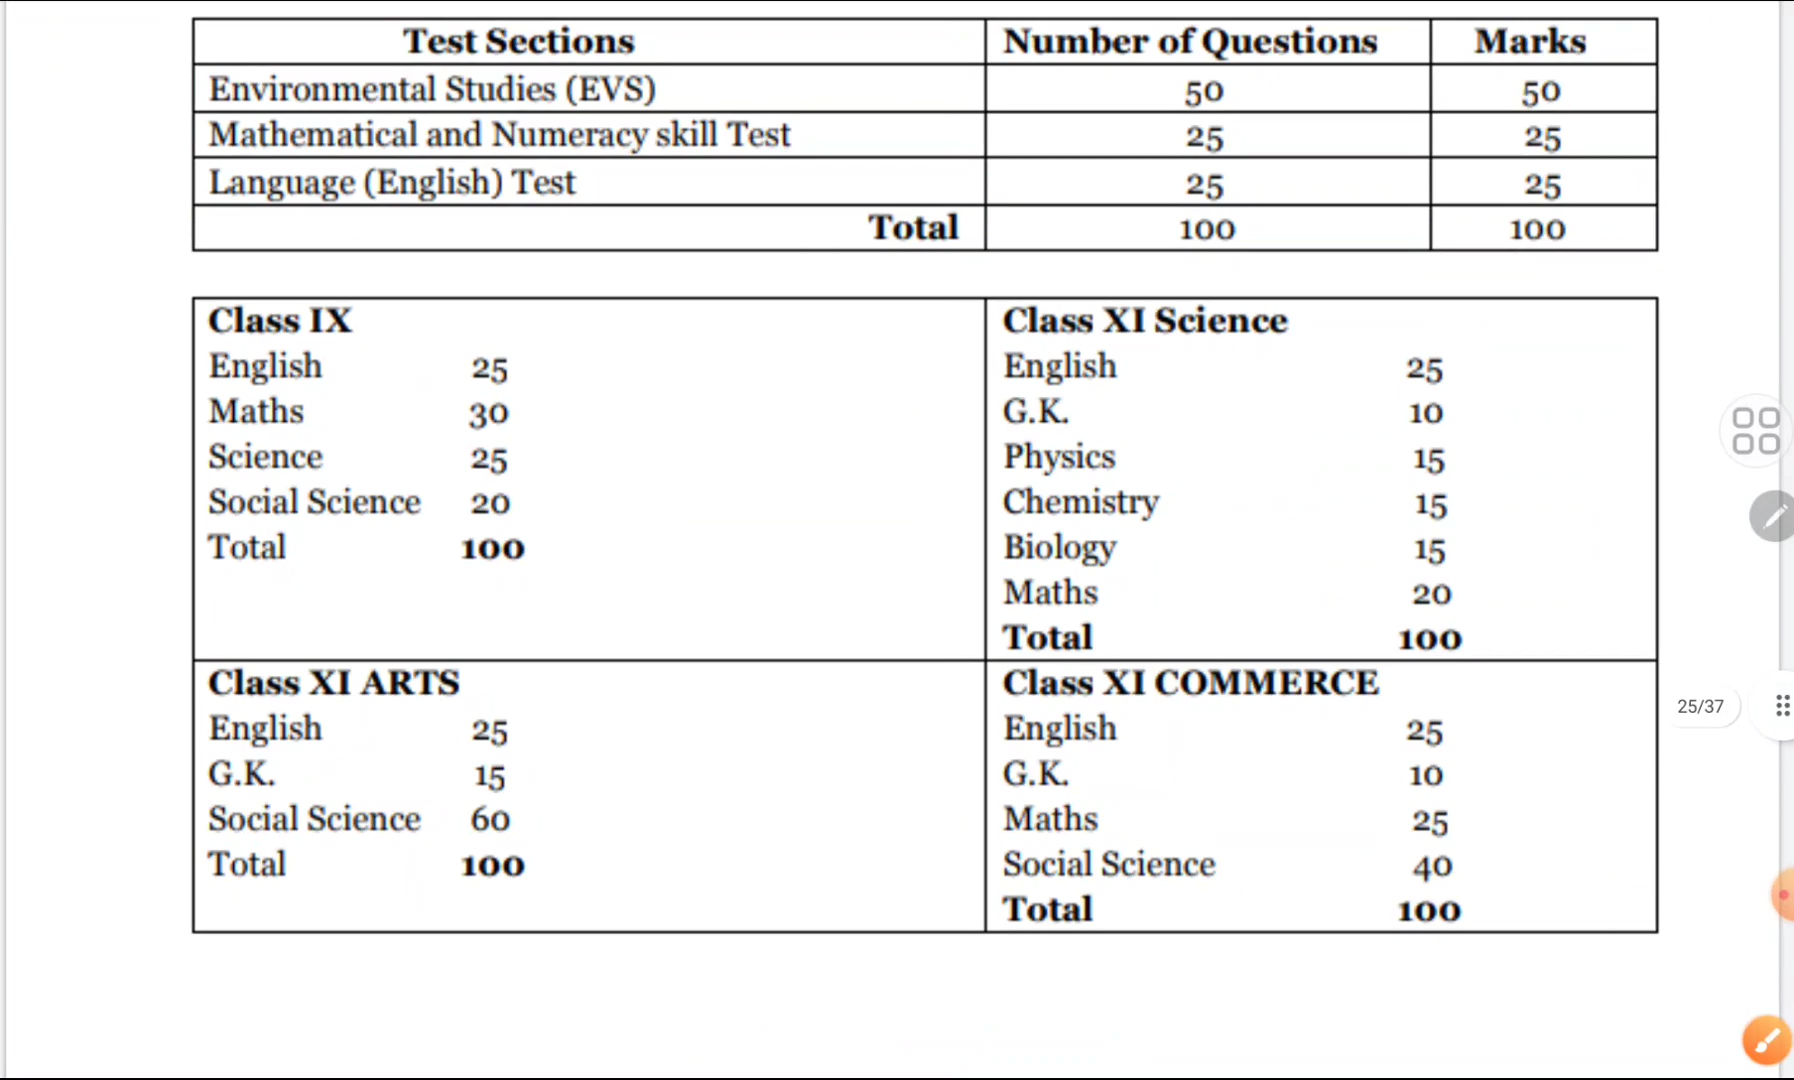 Test Sections Number of Questions Marks
Environmental Studies (EVS) 50 50
Mathematical and Numeracy skill Test 25 25
Language (English) Test 25 25
Total 100 100
Class IX
English 25
Maths 30
Science 25
Social Science 20
Total 100
Class XI Science
English 25
G.K. 10
Physics 15
Chemistry 15
Biology 15
Maths 20
Total 100
Class XI ARTS
English 25
G.K. 15
Social Science 60
Total 100
Class XI COMMERCE
English 25
G.K. 10
Maths 25
Social Science 40
Total 100
25/37